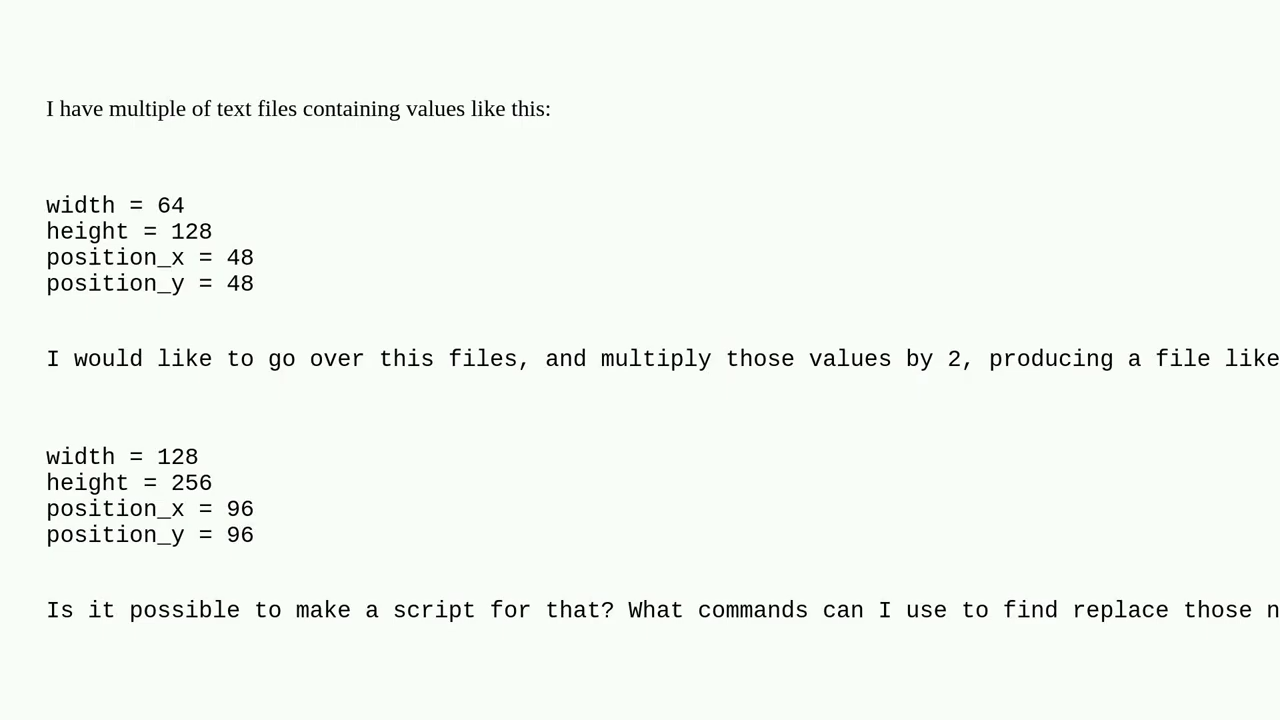 I have multiple of text files containing values like this:
width = 64
height = 128
position_x = 48
position_y = 48
I would like to go over this files, and multiply those values by 2, producing a file like
width = 128
height = 256
position_x = 96
position_y = 96
Is it possible to make a script for that? What commands can I use to find replace those